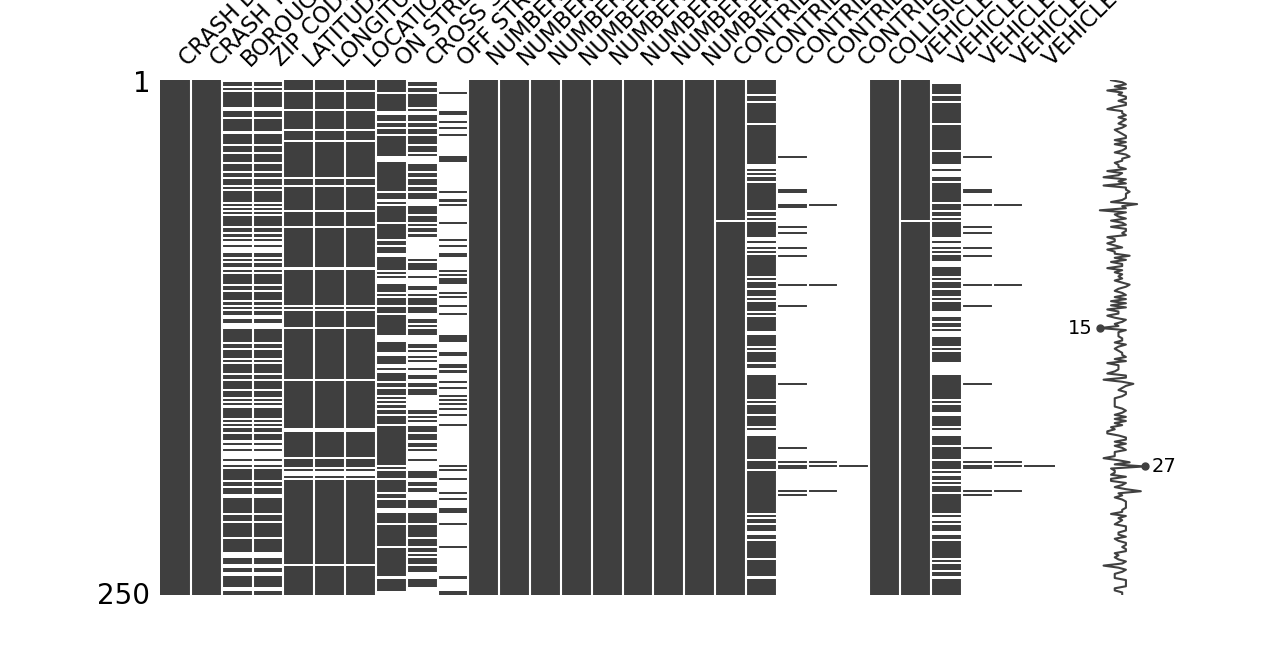 CRASH D
CRASH T
BOROUG
ZIP COD
LATITUD
LONGITU
LOCATIO
ON STRE
CROSS S
OFF STR
NUMBER
NUMBER
NUMBER
NUMBER
NUMBER
NUMBER
NUMBER
NUMBER
CONTRIB
CONTRIB
CONTRIB
CONTRIB
CONTRIB
COLLISIO
VEHICLE
VEHICLE
VEHICLE
VEHICLE
VEHICLE
1
15
27
250